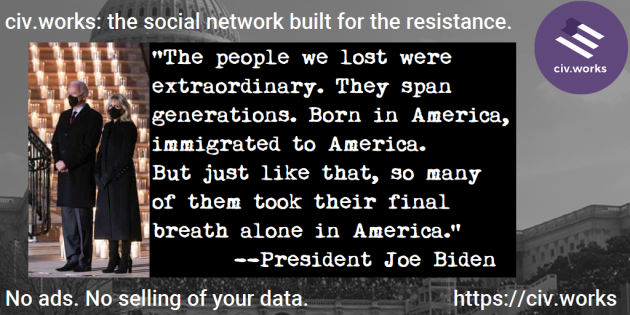 civ.works: the social network built for the resistance.
civ.works
"The people we lost were
extraordinary. They span
generations. Born in America,
immigrated to America.
But just like that, so many
of them took their final
breath alone in America."
--President Joe Biden
No ads. No selling of your data.
https://civ.works